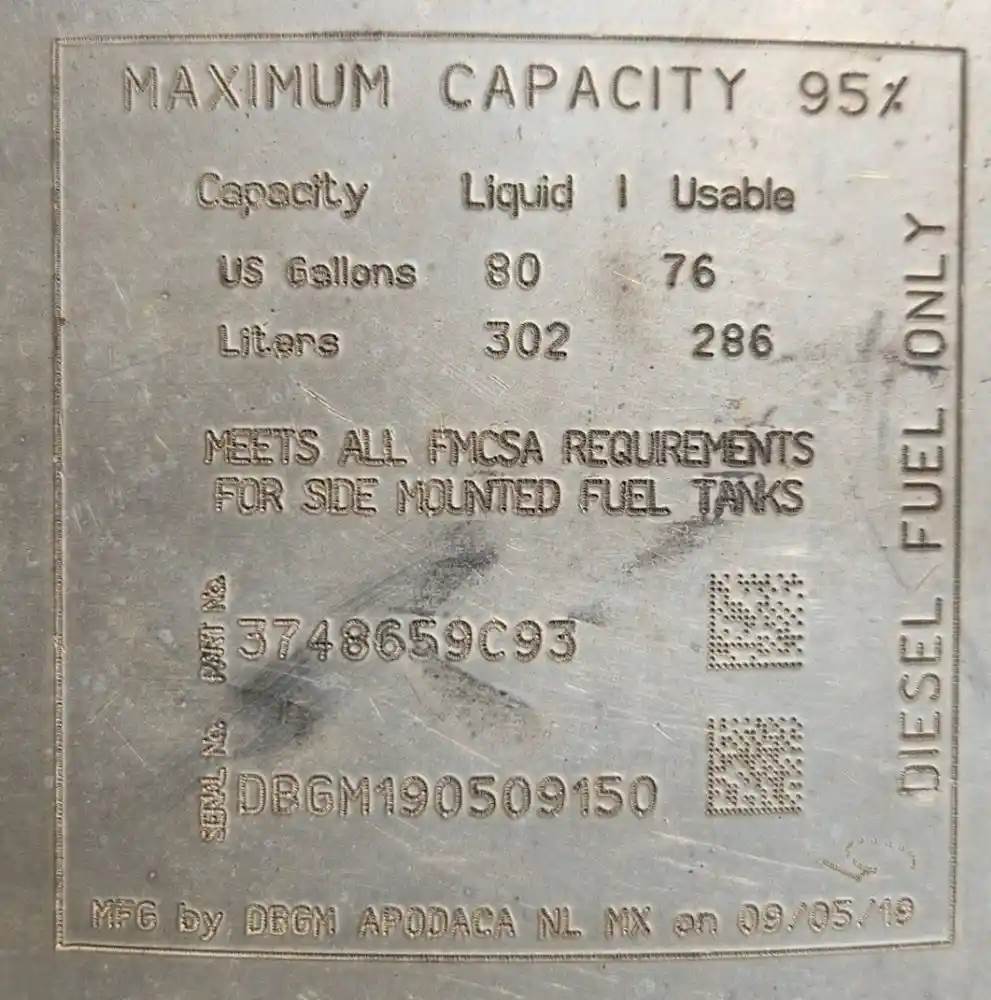 MAXIMUM CAPACITY 95%
Capacity Liquid | Usable
US Gallons 80 76
Liters 302 286
MEETS ALL FMCSA REQUIREMENTS
FOR SIDE MOUNTED FUEL TANKS
PART No. 3748659C93
SERIAL No. DBGM190509150
MFG by DBGM APODACA NL MX on 09/05/19
DIESEL FUEL ONLY